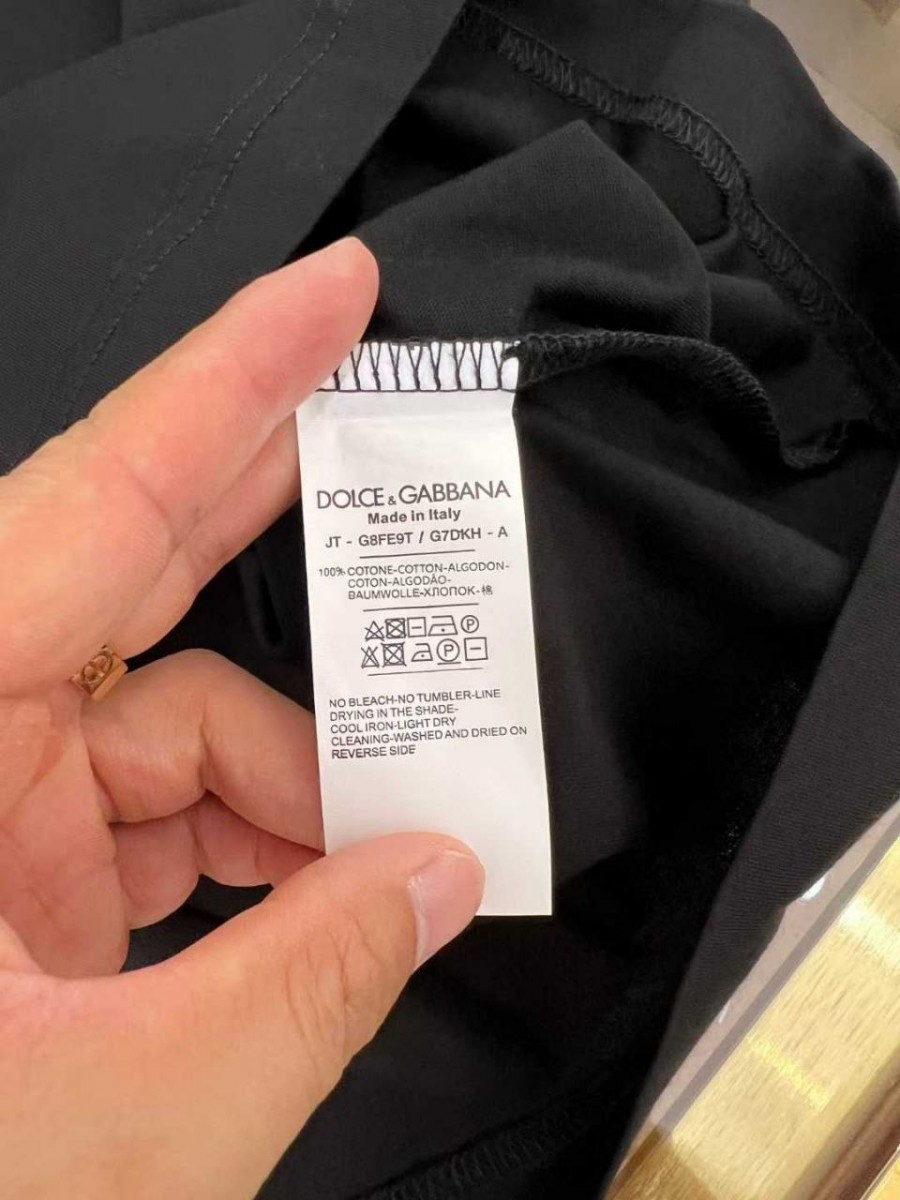 DOLCE & GABBANA
Made in Italy
JT - G8FE9T / G7DKH - A
100% COTONE-COTTON-ALGODON-
COTON-ALGODÃO-
BAUMWOLLE-ХЛОПОК-棉
P
P
NO BLEACH-NO TUMBLER-LINE
DRYING IN THE SHADE-
COOL IRON-LIGHT DRY
CLEANING-WASHED AND DRIED ON
REVERSE SIDE